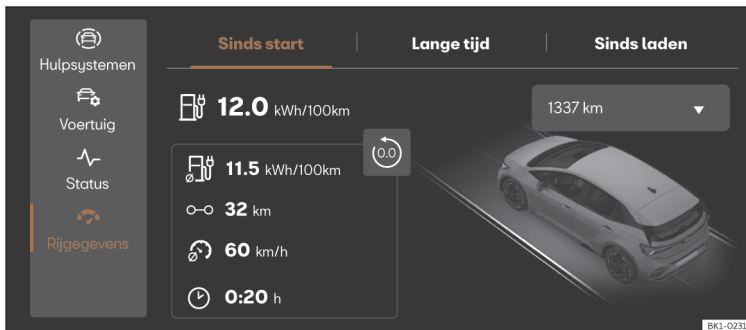 Hulpsystemen
Voertuig
Status
Rijgegevens
Sinds start
Lange tijd
Sinds laden
12.0 kWh/100km
1337 km
(0.0)
11.5 kWh/100km
32 km
60 km/h
0:20 h
BK1-0231